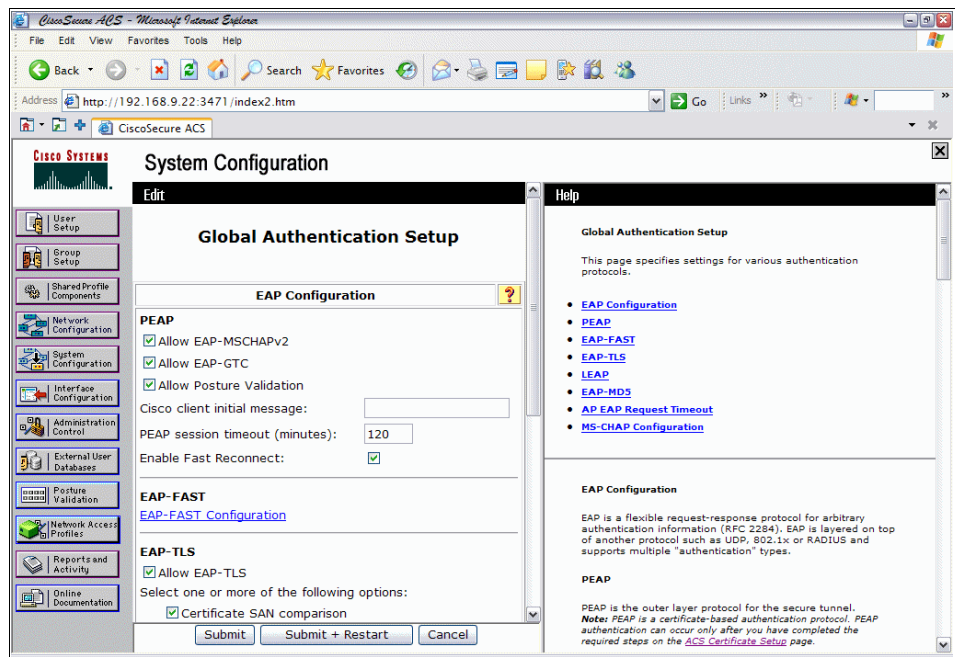 CiscoSecure ACS - Microsoft Internet Explorer
File Edit View Favorites Tools Help
Back Search Favorites
Address http://192.168.9.22:3471/index2.htm Go Links »  »
CiscoSecure ACS
CISCO SYSTEMS
System Configuration
User Setup
Group Setup
Shared Profile Components
Network Configuration
System Configuration
Interface Configuration
Administration Control
External User Databases
Posture Validation
Network Access Profiles
Reports and Activity
Online Documentation
Edit
Global Authentication Setup
EAP Configuration ?
PEAP
Allow EAP-MSCHAPv2
Allow EAP-GTC
Allow Posture Validation
Cisco client initial message:
PEAP session timeout (minutes): 120
Enable Fast Reconnect:
EAP-FAST
EAP-FAST Configuration
EAP-TLS
Allow EAP-TLS
Select one or more of the following options:
Certificate SAN comparison
Submit Submit + Restart Cancel
Help
Global Authentication Setup
This page specifies settings for various authentication
protocols.
EAP Configuration
PEAP
EAP-FAST
EAP-TLS
LEAP
EAP-MD5
AP EAP Request Timeout
MS-CHAP Configuration
EAP Configuration
EAP is a flexible request-response protocol for arbitrary
authentication information (RFC 2284). EAP is layered on top
of another protocol such as UDP, 802.1x or RADIUS and
supports multiple "authentication" types.
PEAP
PEAP is the outer layer protocol for the secure tunnel.
Note: PEAP is a certificate-based authentication protocol. PEAP
authentication can occur only after you have completed the
required steps on the ACS Certificate Setup page.